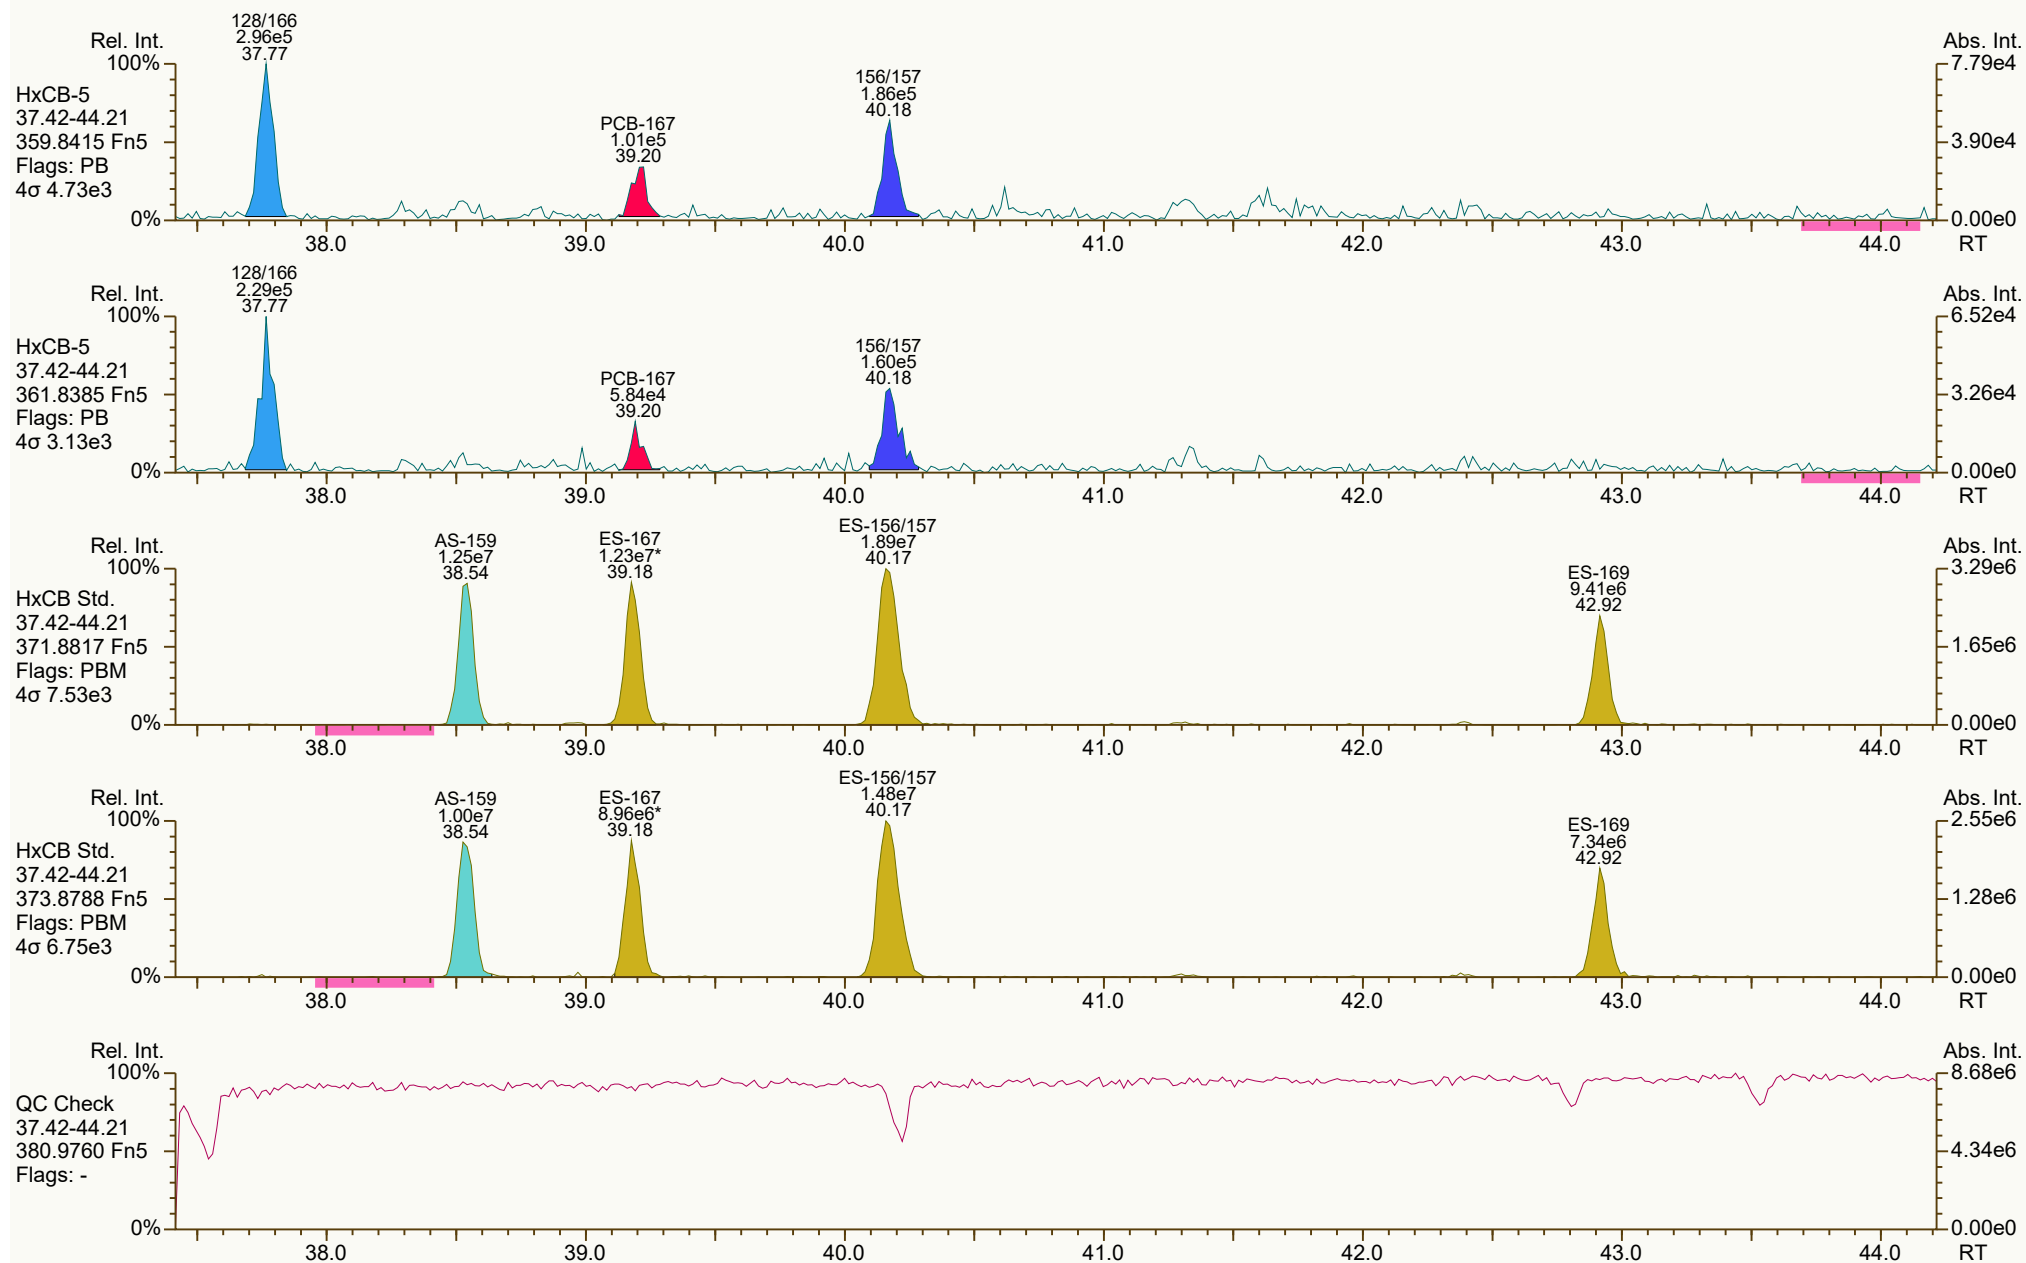 128/166
2.96e5
37.77
Rel. Int.
Abs. Int.
100%
7.79e4
156/157
1.86e5
40.18
HxCB-5
37.42-44.21
359.8415 Fn5
Flags: PB
4σ 4.73e3
PCB-167
1.01e5
39.20
3.90e4
0%
0.00e0
38.0 39.0 40.0 41.0 42.0 43.0 44.0 RT
128/166
2.29e5
37.77
Rel. Int.
Abs. Int.
100%
6.52e4
156/157
1.60e5
40.18
HxCB-5
37.42-44.21
361.8385 Fn5
Flags: PB
4σ 3.13e3
PCB-167
5.84e4
39.20
3.26e4
0%
0.00e0
38.0 39.0 40.0 41.0 42.0 43.0 44.0 RT
Rel. Int.
Abs. Int.
100%
3.29e6
AS-159
1.25e7
38.54
ES-167
1.23e7*
39.18
ES-156/157
1.89e7
40.17
ES-169
9.41e6
42.92
HxCB Std.
37.42-44.21
371.8817 Fn5
Flags: PBM
4σ 7.53e3
1.65e6
0%
0.00e0
38.0 39.0 40.0 41.0 42.0 43.0 44.0 RT
Rel. Int.
Abs. Int.
100%
2.55e6
AS-159
1.00e7
38.54
ES-167
8.96e6*
39.18
ES-156/157
1.48e7
40.17
ES-169
7.34e6
42.92
HxCB Std.
37.42-44.21
373.8788 Fn5
Flags: PBM
4σ 6.75e3
1.28e6
0%
0.00e0
38.0 39.0 40.0 41.0 42.0 43.0 44.0 RT
Rel. Int.
Abs. Int.
100%
8.68e6
QC Check
37.42-44.21
380.9760 Fn5
Flags: -
4.34e6
0%
0.00e0
38.0 39.0 40.0 41.0 42.0 43.0 44.0 RT